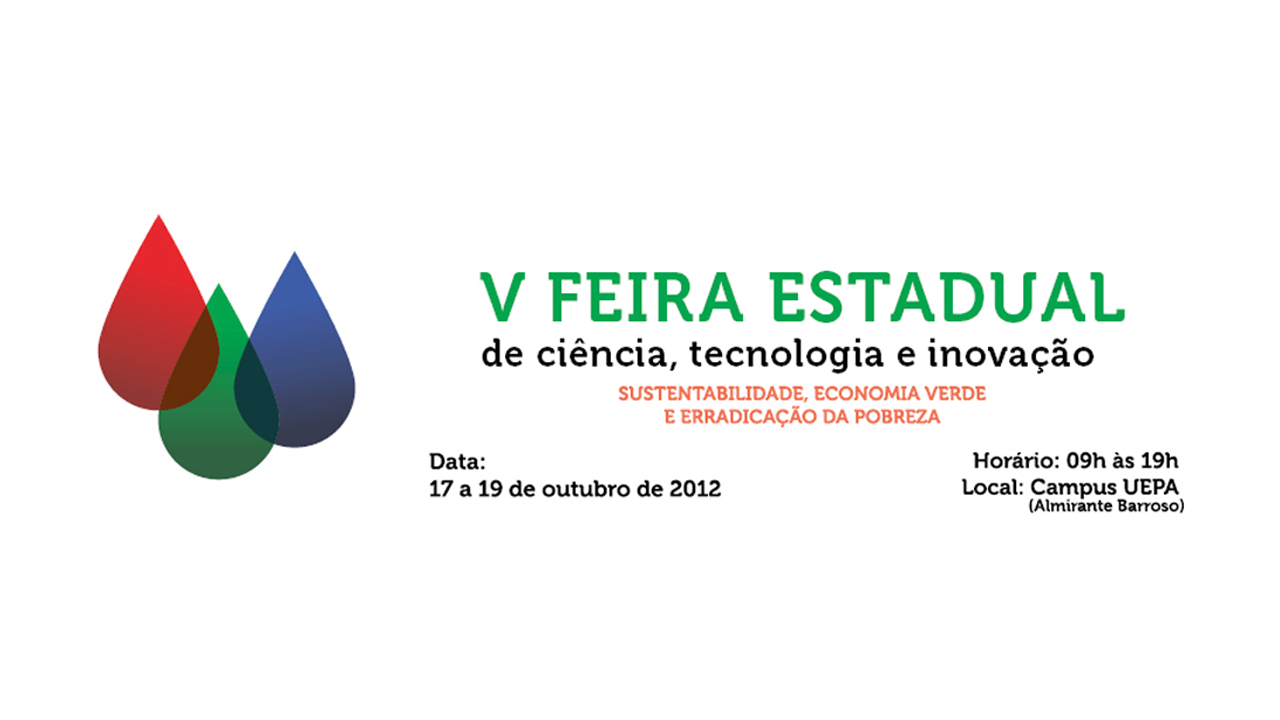 V FEIRA ESTADUAL
de ciência, tecnologia e inovação
SUSTENTABILIDADE, ECONOMIA VERDE
E ERRADICAÇÃO DA POBREZA
Data:
17 a 19 de outubro de 2012
Horário: 09h às 19h
Local: Campus UEPA
(Almirante Barroso)